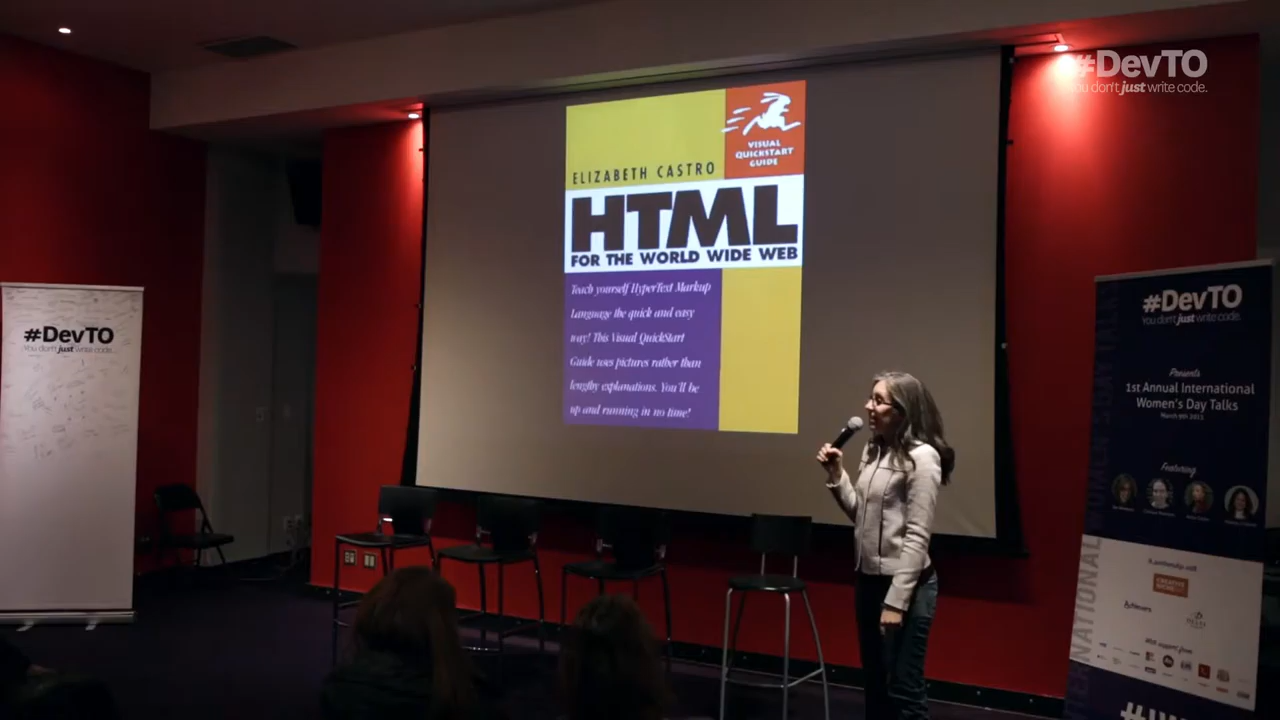 #DevTO
You don't just write code.
VISUAL
QUICKSTART
GUIDE
ELIZABETH CASTRO
HTML
FOR THE WORLD WIDE WEB
Teach yourself HyperText Markup
Language the quick and easy
way! This Visual QuickStart
Guide uses pictures rather than
lengthy explanations. You'll be
up and running in no time!
#DevTO
You don't just write code.
#DevTO
You don't just write code.
Presents
1st Annual International
Women's Day Talks
Featuring
Achievers